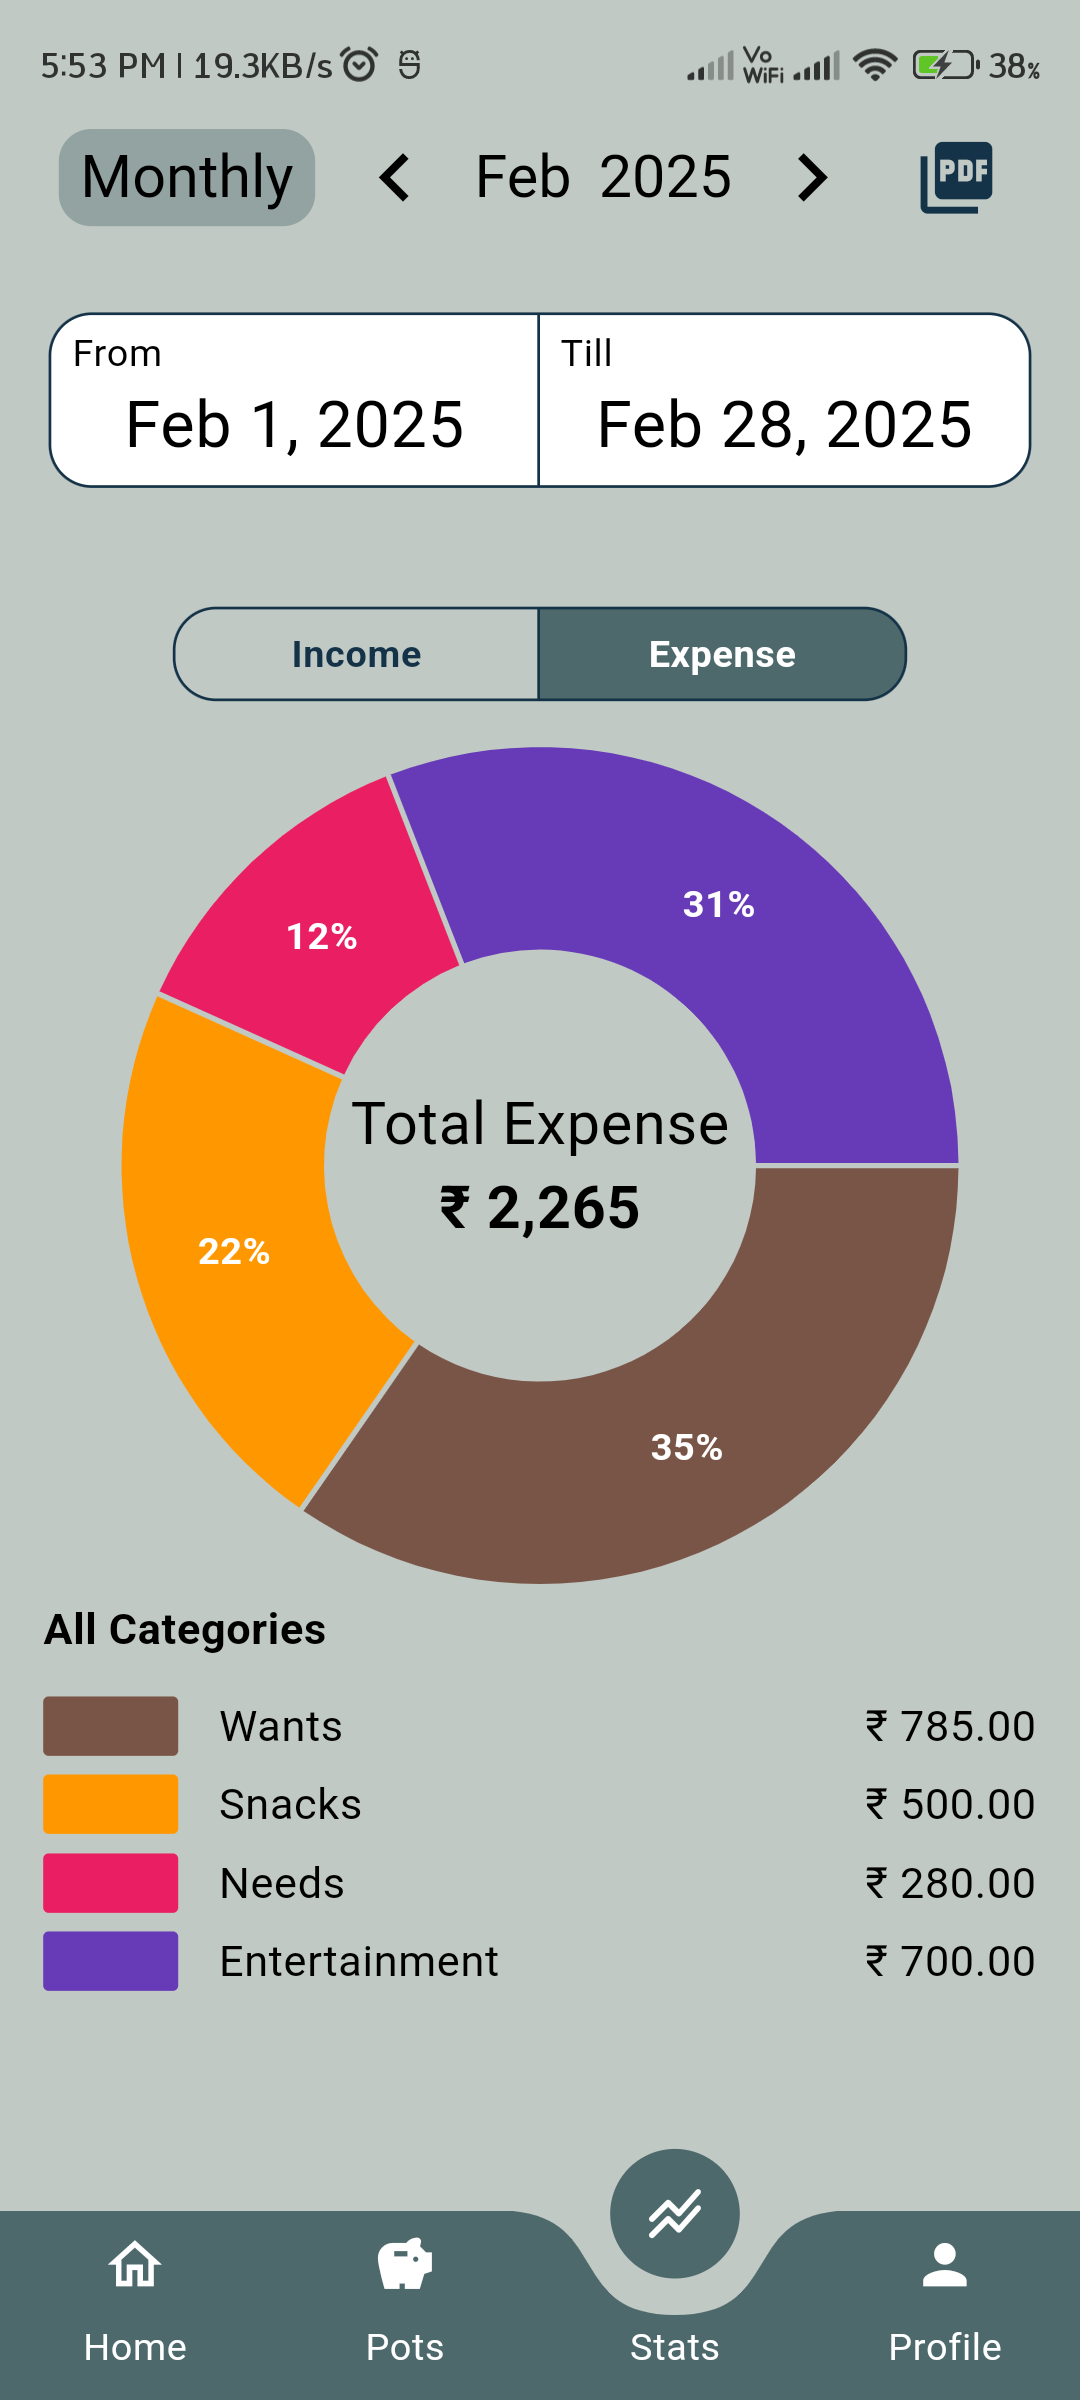 5:53 PM | 19.3KB/s Vo WiFi 38%
Monthly Feb 2025 PDF
From Till
Feb 1, 2025 Feb 28, 2025
Income Expense
31%
12%
Total Expense
₹ 2,265
22%
35%
All Categories
Wants ₹ 785.00
Snacks ₹ 500.00
Needs ₹ 280.00
Entertainment ₹ 700.00
Home Pots Stats Profile